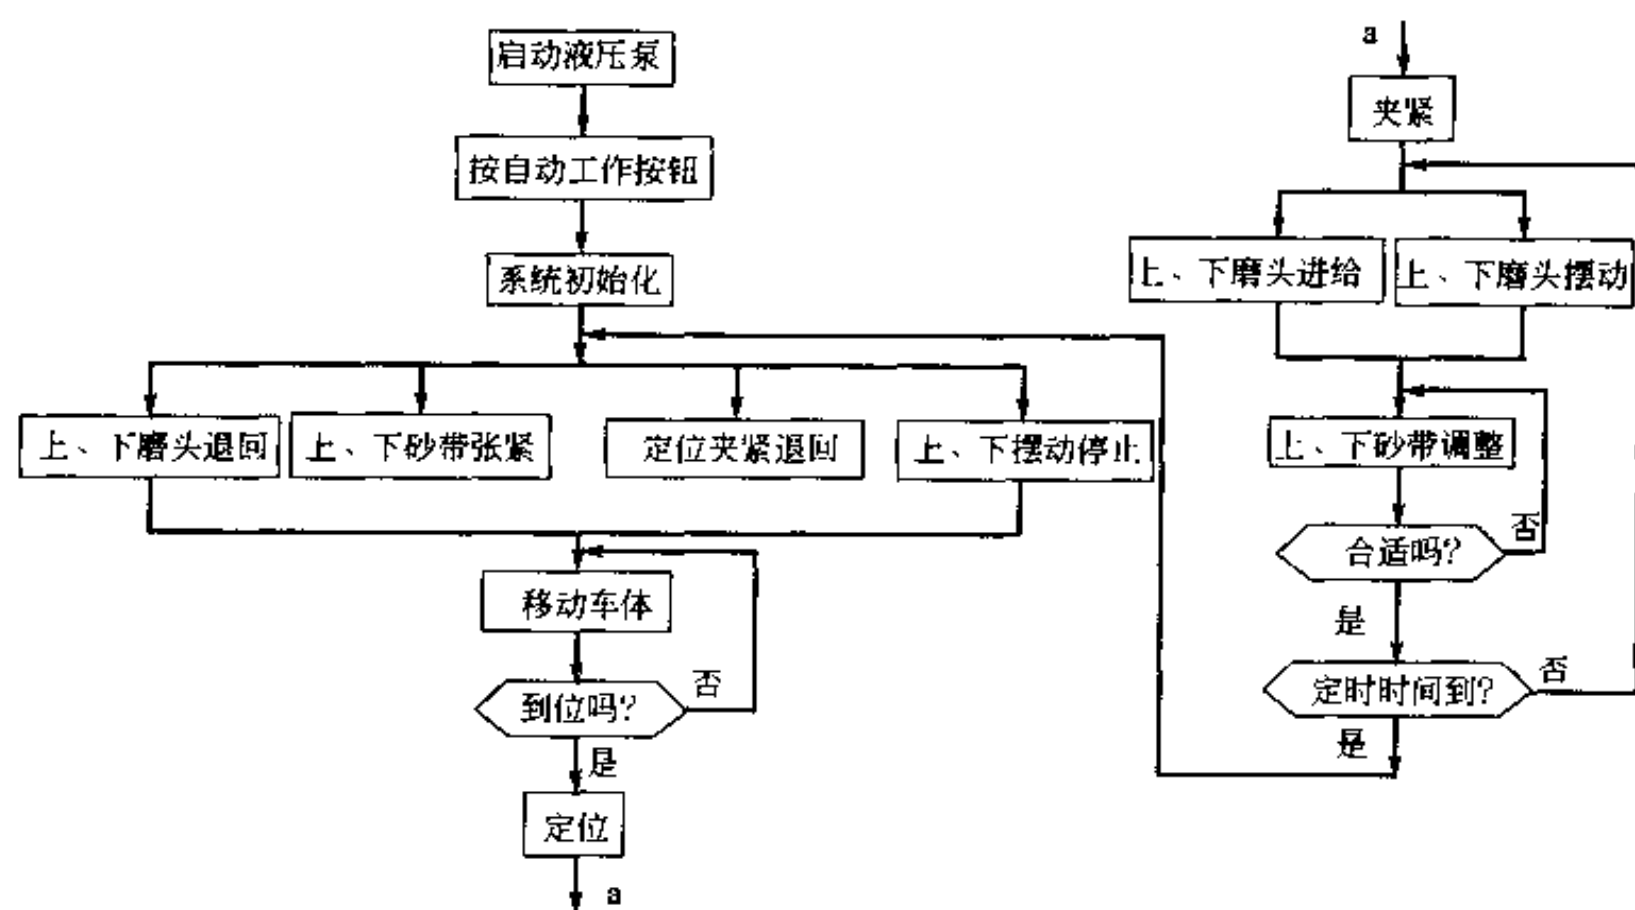 启动液压泵
按自动工作按钮
系统初始化
上、下磨头退回
上、下砂带张紧
定位夹紧退回
上、下摆动停止
移动车体
到位吗?
否
是
定位
a
a
夹紧
上、下磨头进给
上、下磨头摆动
上、下砂带调整
合适吗?
否
是
定时时间到?
否
是